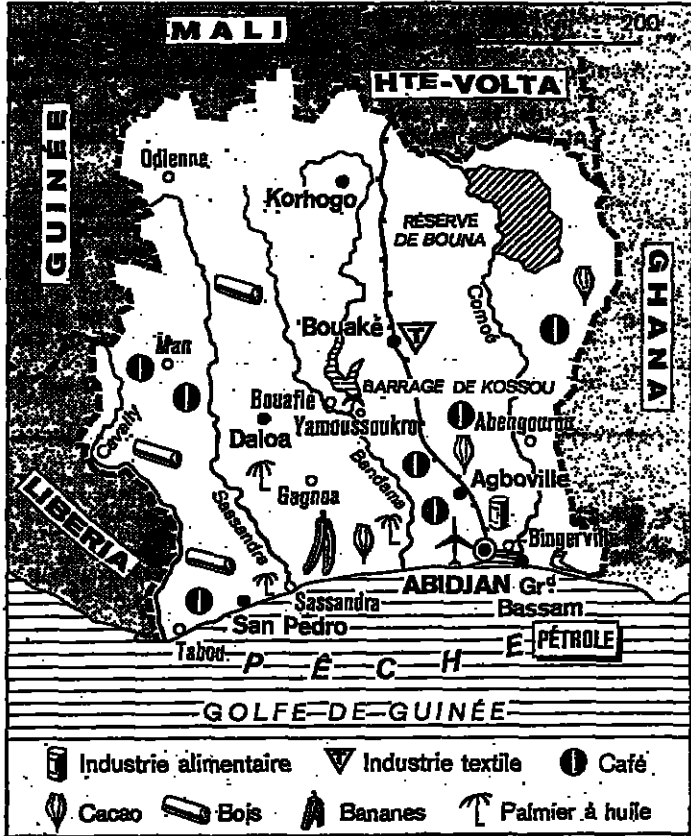 200
MALI
HTE-VOLTA
GUINÉE
Odienne
Korhogo
RÉSERVE
DE BOUNA
GHANA
Comoé
Bouaké
Man
BARRAGE DE KOSSOU
Bouaflé
Yamoussoukro
Abengourou
Cavally
Daloa
Bandama
Agboville
Gagnoa
Sassandra
LIBERIA
Bingerville
ABIDJAN Grd
Bassam
Sassandra
San Pedro
Tabou
PÊCHE
PÉTROLE
GOLFE-DE-GUINÉE
Industrie alimentaire
Industrie textile
Café
Cacao
Bois
Bananes
Palmier à huile